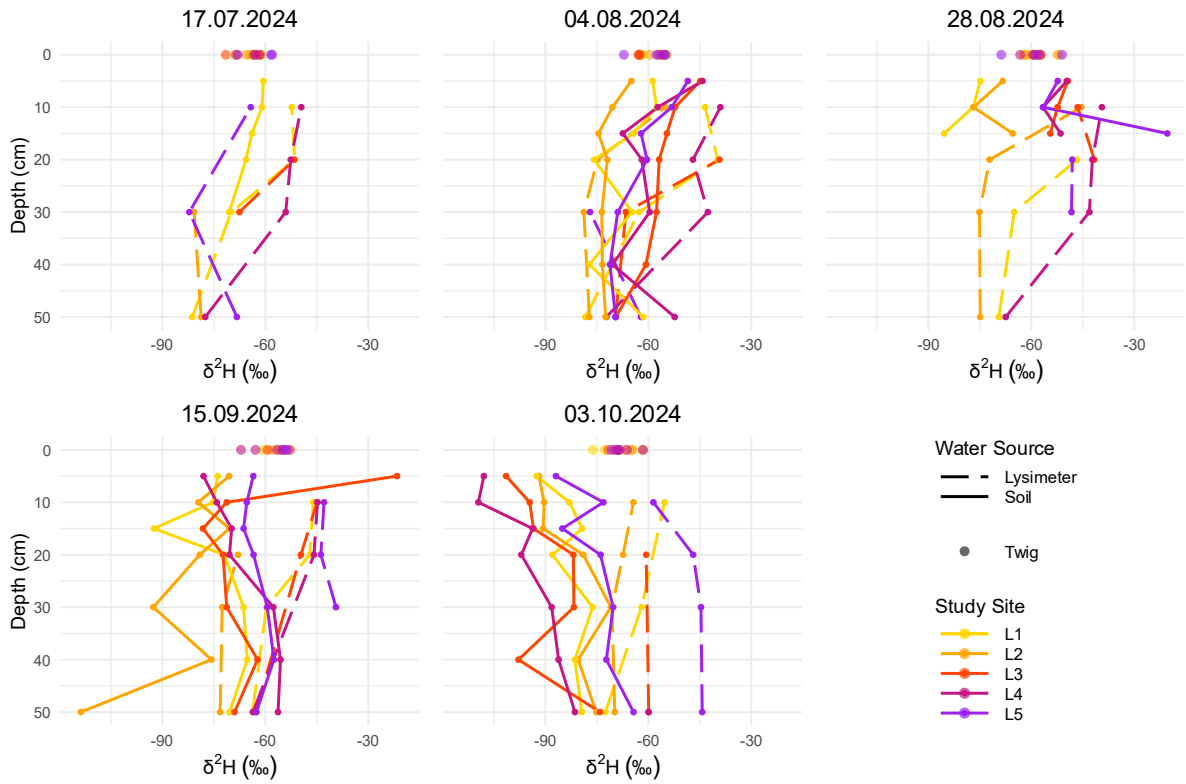 17.07.2024
04.08.2024
28.08.2024
Depth (cm)
0
10
20
30
40
50
-90 -60 -30
-90 -60 -30
-90 -60 -30
δ²H (‰)
δ²H (‰)
δ²H (‰)
15.09.2024
03.10.2024
Depth (cm)
0
10
20
30
40
50
-90 -60 -30
-90 -60 -30
δ²H (‰)
δ²H (‰)
Water Source
Lysimeter
Soil
Twig
Study Site
L1
L2
L3
L4
L5